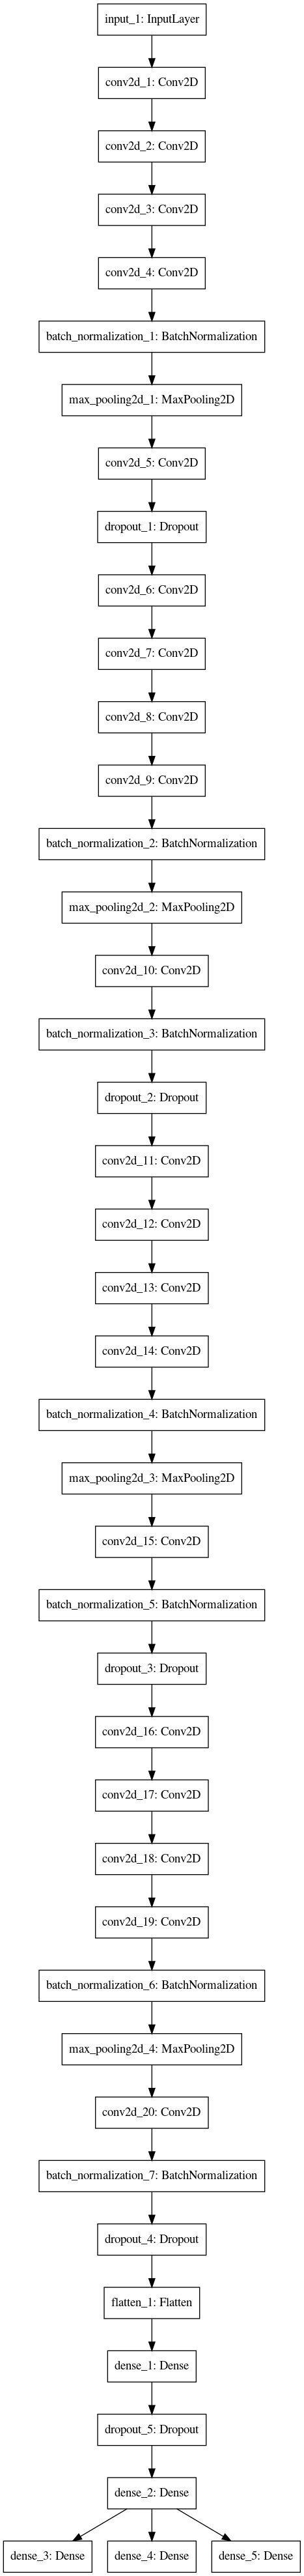 input_1: InputLayer
conv2d_1: Conv2D
conv2d_2: Conv2D
conv2d_3: Conv2D
conv2d_4: Conv2D
batch_normalization_1: BatchNormalization
max_pooling2d_1: MaxPooling2D
conv2d_5: Conv2D
dropout_1: Dropout
conv2d_6: Conv2D
conv2d_7: Conv2D
conv2d_8: Conv2D
conv2d_9: Conv2D
batch_normalization_2: BatchNormalization
max_pooling2d_2: MaxPooling2D
conv2d_10: Conv2D
batch_normalization_3: BatchNormalization
dropout_2: Dropout
conv2d_11: Conv2D
conv2d_12: Conv2D
conv2d_13: Conv2D
conv2d_14: Conv2D
batch_normalization_4: BatchNormalization
max_pooling2d_3: MaxPooling2D
conv2d_15: Conv2D
batch_normalization_5: BatchNormalization
dropout_3: Dropout
conv2d_16: Conv2D
conv2d_17: Conv2D
conv2d_18: Conv2D
conv2d_19: Conv2D
batch_normalization_6: BatchNormalization
max_pooling2d_4: MaxPooling2D
conv2d_20: Conv2D
batch_normalization_7: BatchNormalization
dropout_4: Dropout
flatten_1: Flatten
dense_1: Dense
dropout_5: Dropout
dense_2: Dense
dense_3: Dense dense_4: Dense dense_5: Dense